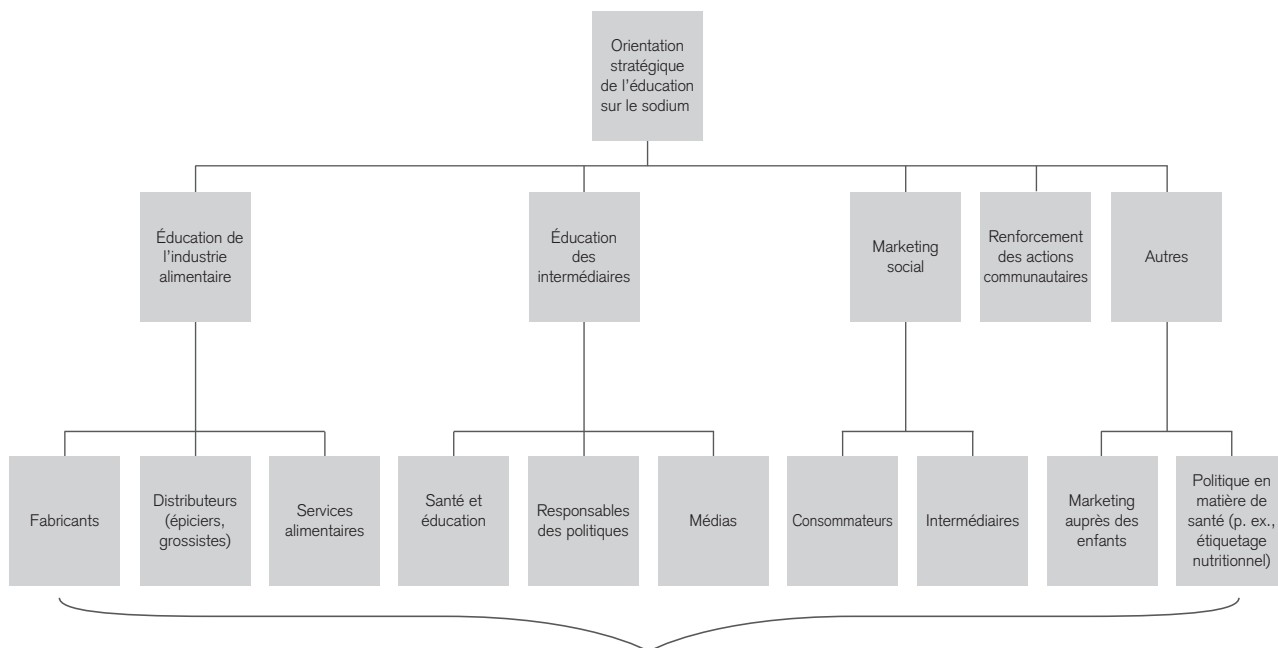 Orientation
stratégique
de l'éducation
sur le sodium
Éducation de
l'industrie
alimentaire
Éducation
des
intermédiaires
Marketing
social
Renforcement
des actions
communautaires
Autres
Fabricants
Distributeurs
(épiciers,
grossistes)
Services
alimentaires
Santé et
éducation
Responsables
des politiques
Médias
Consommateurs
Intermédiaires
Marketing
auprès des
enfants
Politique en
matière de
santé (p. ex.,
étiquetage
nutritionnel)